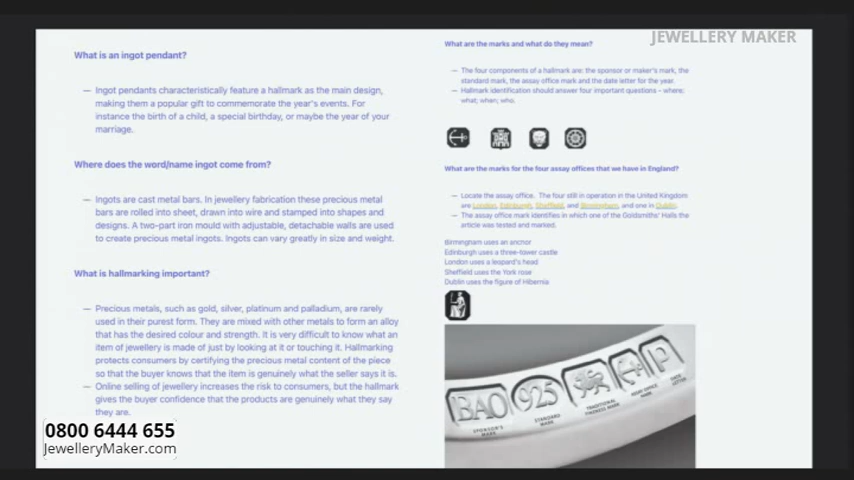 JEWELLERY MAKER
What is an ingot pendant?
— Ingot pendants characteristically feature a hallmark as the main design,
making them a popular gift to commemorate the year's events. For
instance the birth of a child, a special birthday, or maybe the year of your
marriage.
Where does the word/name ingot come from?
— Ingots are cast metal bars. In jewellery fabrication these precious metal
bars are rolled into sheet, drawn into wire and stamped into shapes and
designs. A two-part iron mould with adjustable, detachable walls are used
to create precious metal ingots. Ingots can vary greatly in size and weight.
What is hallmarking important?
— Precious metals, such as gold, silver, platinum and palladium, are rarely
used in their purest form. They are mixed with other metals to form an alloy
that has the desired colour and strength. It is very difficult to know what an
item of jewellery is made of just by looking at it or touching it. Hallmarking
protects consumers by certifying the precious metal content of the piece
so that the buyer knows that the item is genuinely what the seller says it is.
— Online selling of jewellery increases the risk to consumers, but the hallmark
gives the buyer confidence that the products are genuinely what they say
they are.
0800 6444 655
JewelleryMaker.com
What are the marks and what do they mean?
— The four components of a hallmark are: the sponsor or maker's mark, the
standard mark, the assay office mark and the date letter for the year.
— Hallmark identification should answer four important questions – where;
what; when; who.
What are the marks for the four assay offices that we have in England?
— Locate the assay office. The four still in operation in the United Kingdom
are London, Edinburgh, Sheffield, and Birmingham, and one in Dublin.
— The assay office mark identifies in which one of the Goldsmiths' Halls the
article was tested and marked.
Birmingham uses an anchor
Edinburgh uses a three-tower castle
London uses a leopard's head
Sheffield uses the York rose
Dublin uses the figure of Hibernia
BAO 925 P
SPONSOR'S
MARK
STANDARD
MARK
TRADITIONAL
FINENESS MARK
ASSAY OFFICE
MARK
DATE
LETTER